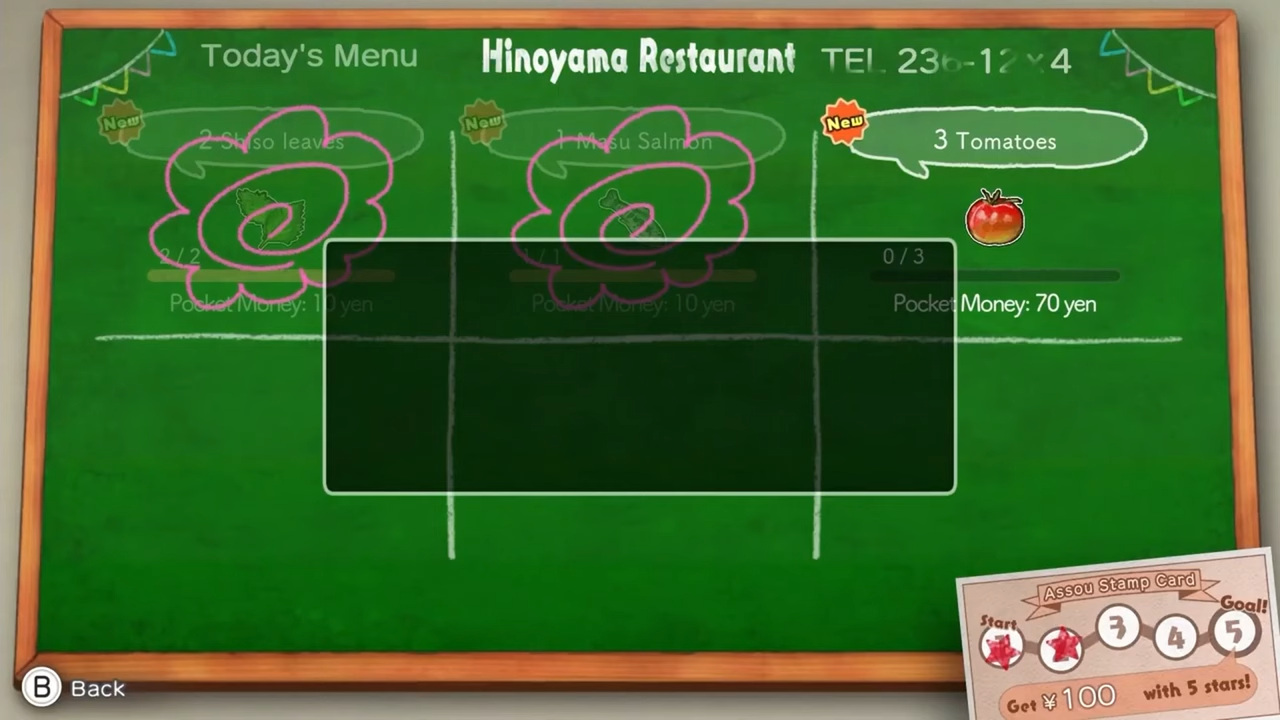 Today's Menu
Hinoyama Restaurant
TEL 236-12×4
New
2 Shiso leaves
2/2
Pocket Money: 10 yen
New
1 Masu Salmon
1/1
Pocket Money: 10 yen
New
3 Tomatoes
0/3
Pocket Money: 70 yen
Assou Stamp Card
Start
3
4
5
Goal!
Get ¥100 with 5 stars!
B Back